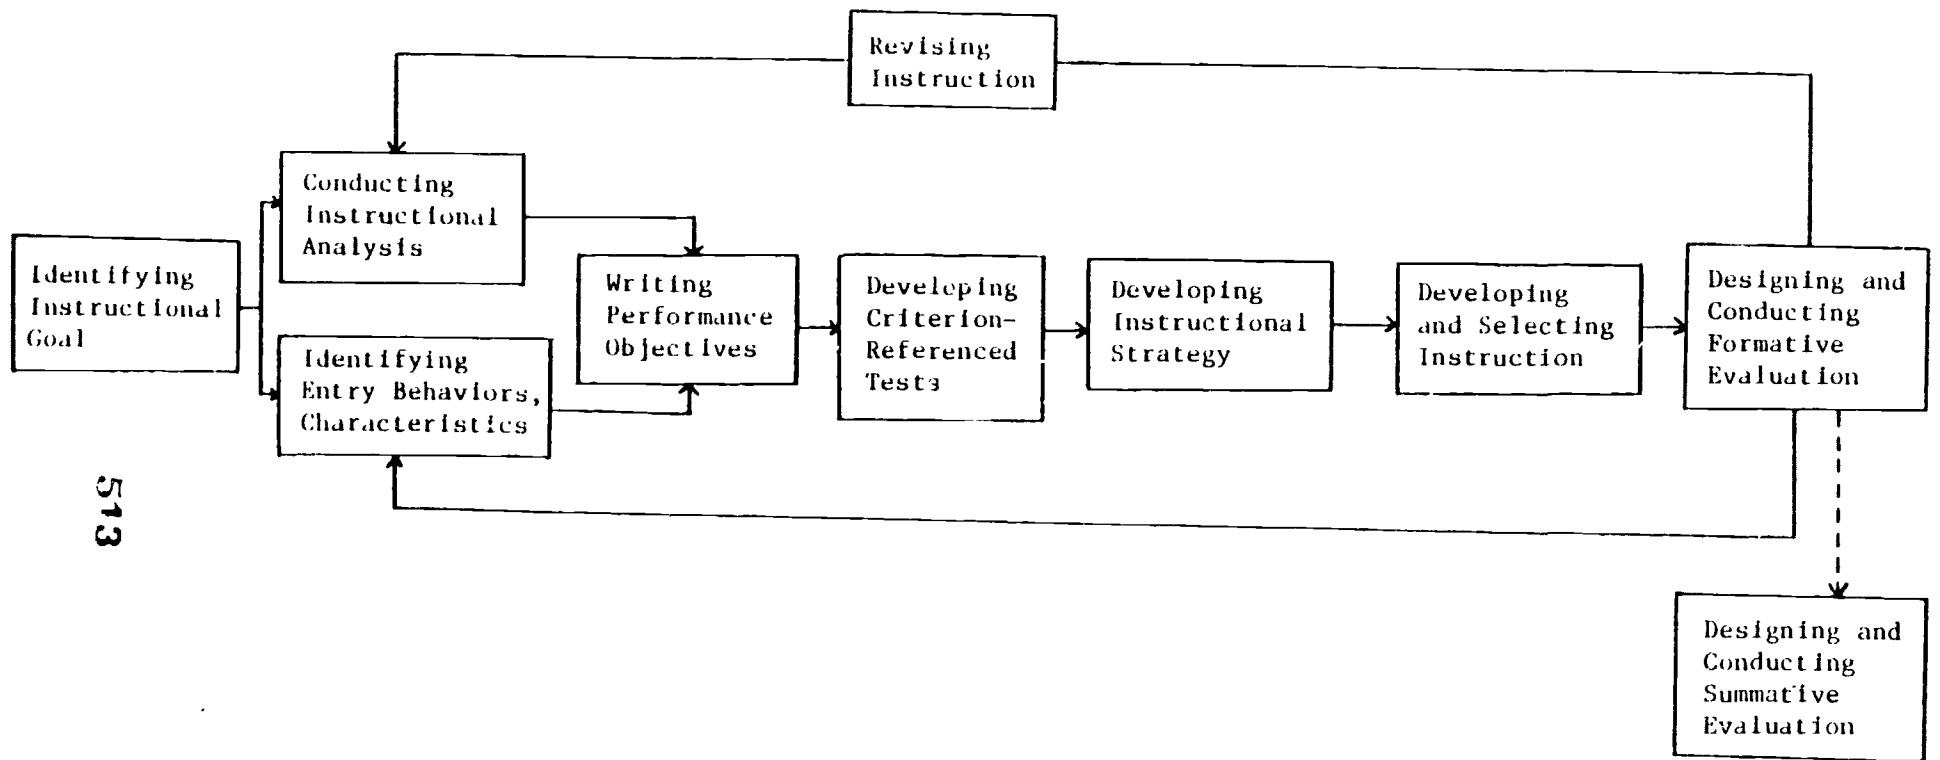 Revising
Instruction
Conducting
Instructional
Analysis
Identifying
Instructional
Goal
Identifying
Entry Behaviors,
Characteristics
Writing
Performance
Objectives
Developing
Criterion-
Referenced
Tests
Developing
Instructional
Strategy
Developing
and Selecting
Instruction
Designing and
Conducting
Formative
Evaluation
Designing and
Conducting
Summative
Evaluation
513